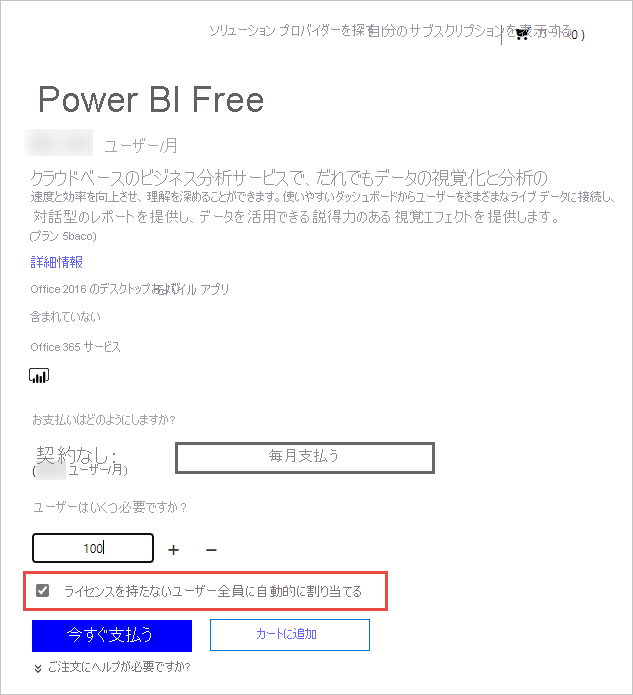 ソリューション プロバイダーを探す自分のサブスクリプションを表示する カート (0 )
Power BI Free
ユーザー/月
クラウドベースのビジネス分析サービスで、だれでもデータの視覚化と分析の
速度と効率を向上させ、理解を深めることができます。使いやすいダッシュボードからユーザーをさまざまなライブ データに接続し、
対話型のレポートを提供し、データを活用できる説得力のある 視覚エフェクトを提供します。
(プラン 5baco)
詳細情報
Office 2016 のデスクトップおよびモバイル アプリ
含まれていない
Office 365 サービス
お支払いはどのようにしますか?
契約なし:
( ユーザー/月)
毎月支払う
ユーザーはいくつ必要ですか?
100 + −
ライセンスを持たないユーザー全員に自動的に割り当てる
今すぐ支払う カートに追加
ご注文にヘルプが必要ですか?